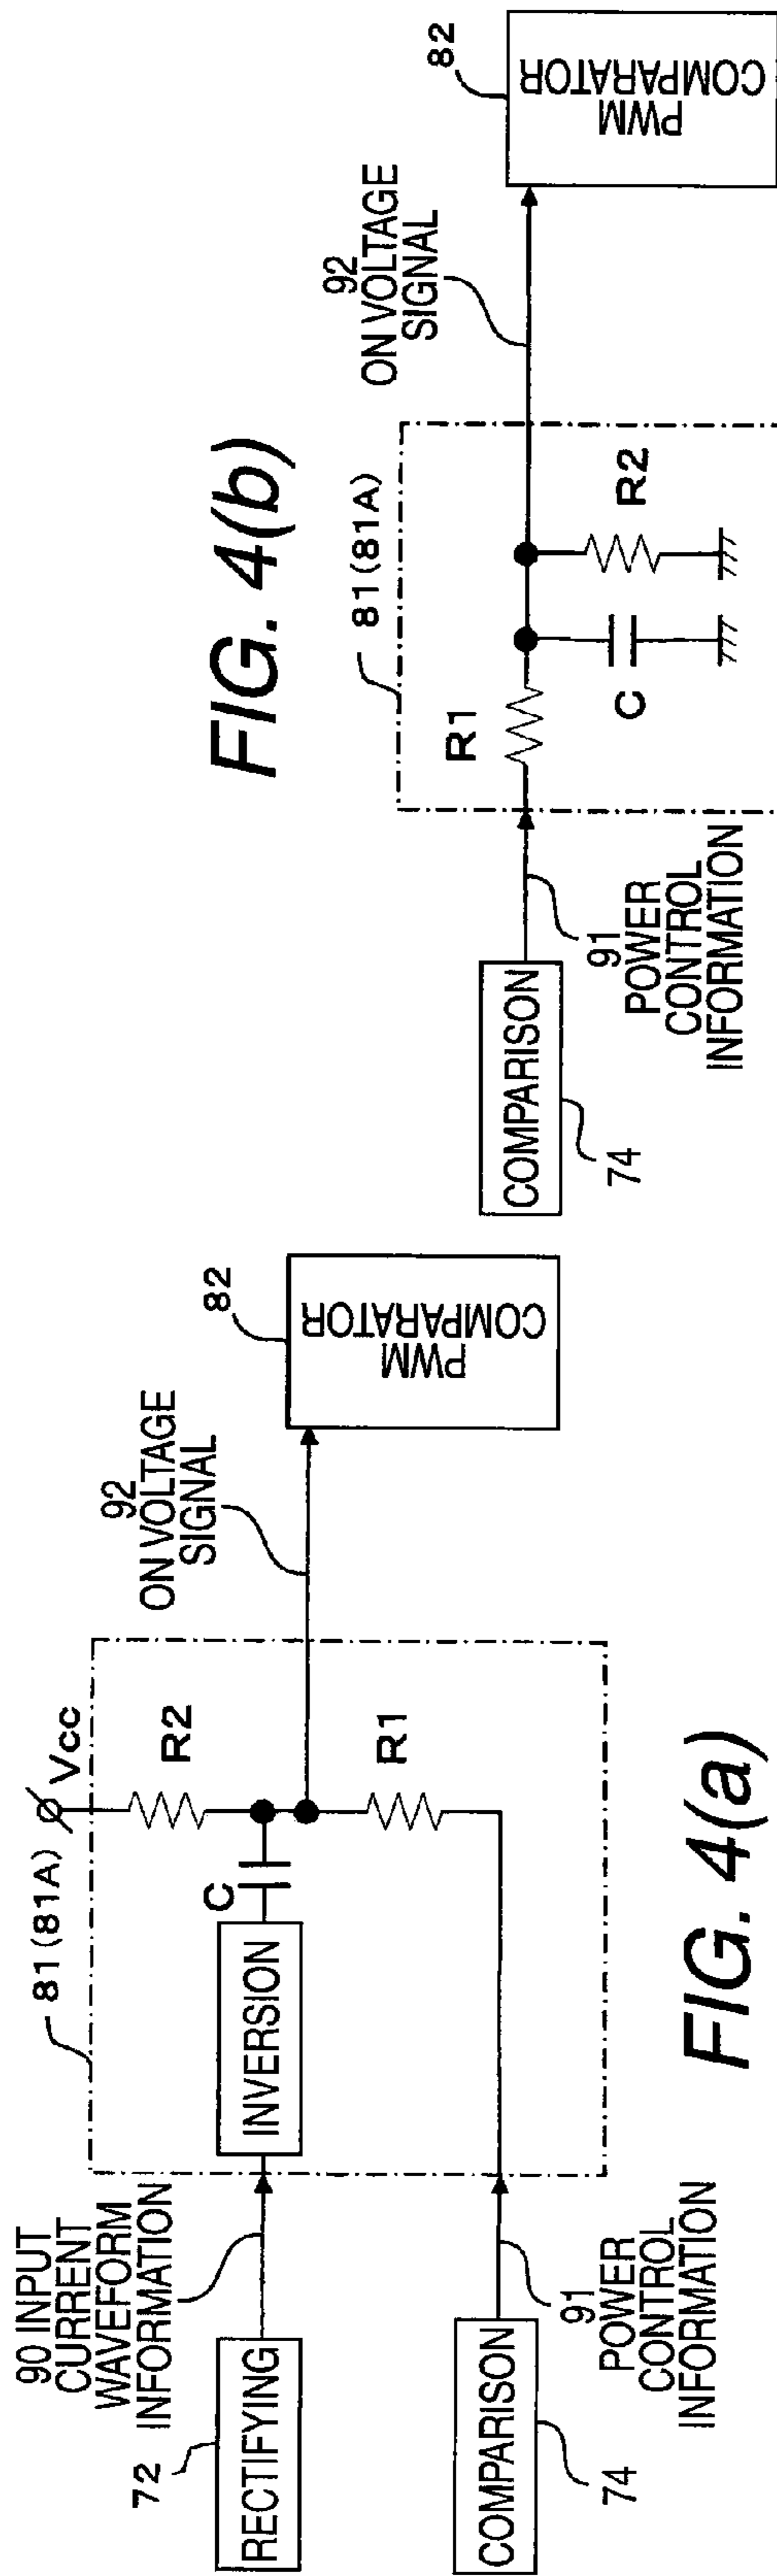 FIG. 4(a)
90 INPUT
CURRENT
WAVEFORM
INFORMATION
72
RECTIFYING
COMPARISON
74
91
POWER
CONTROL
INFORMATION
81(81A)
Vcc
R2
C
INVERSION
R1
92
ON VOLTAGE
SIGNAL
82
PWM
COMPARATOR
FIG. 4(b)
COMPARISON
74
91
POWER
CONTROL
INFORMATION
81(81A)
R1
C
R2
92
ON VOLTAGE
SIGNAL
82
PWM
COMPARATOR